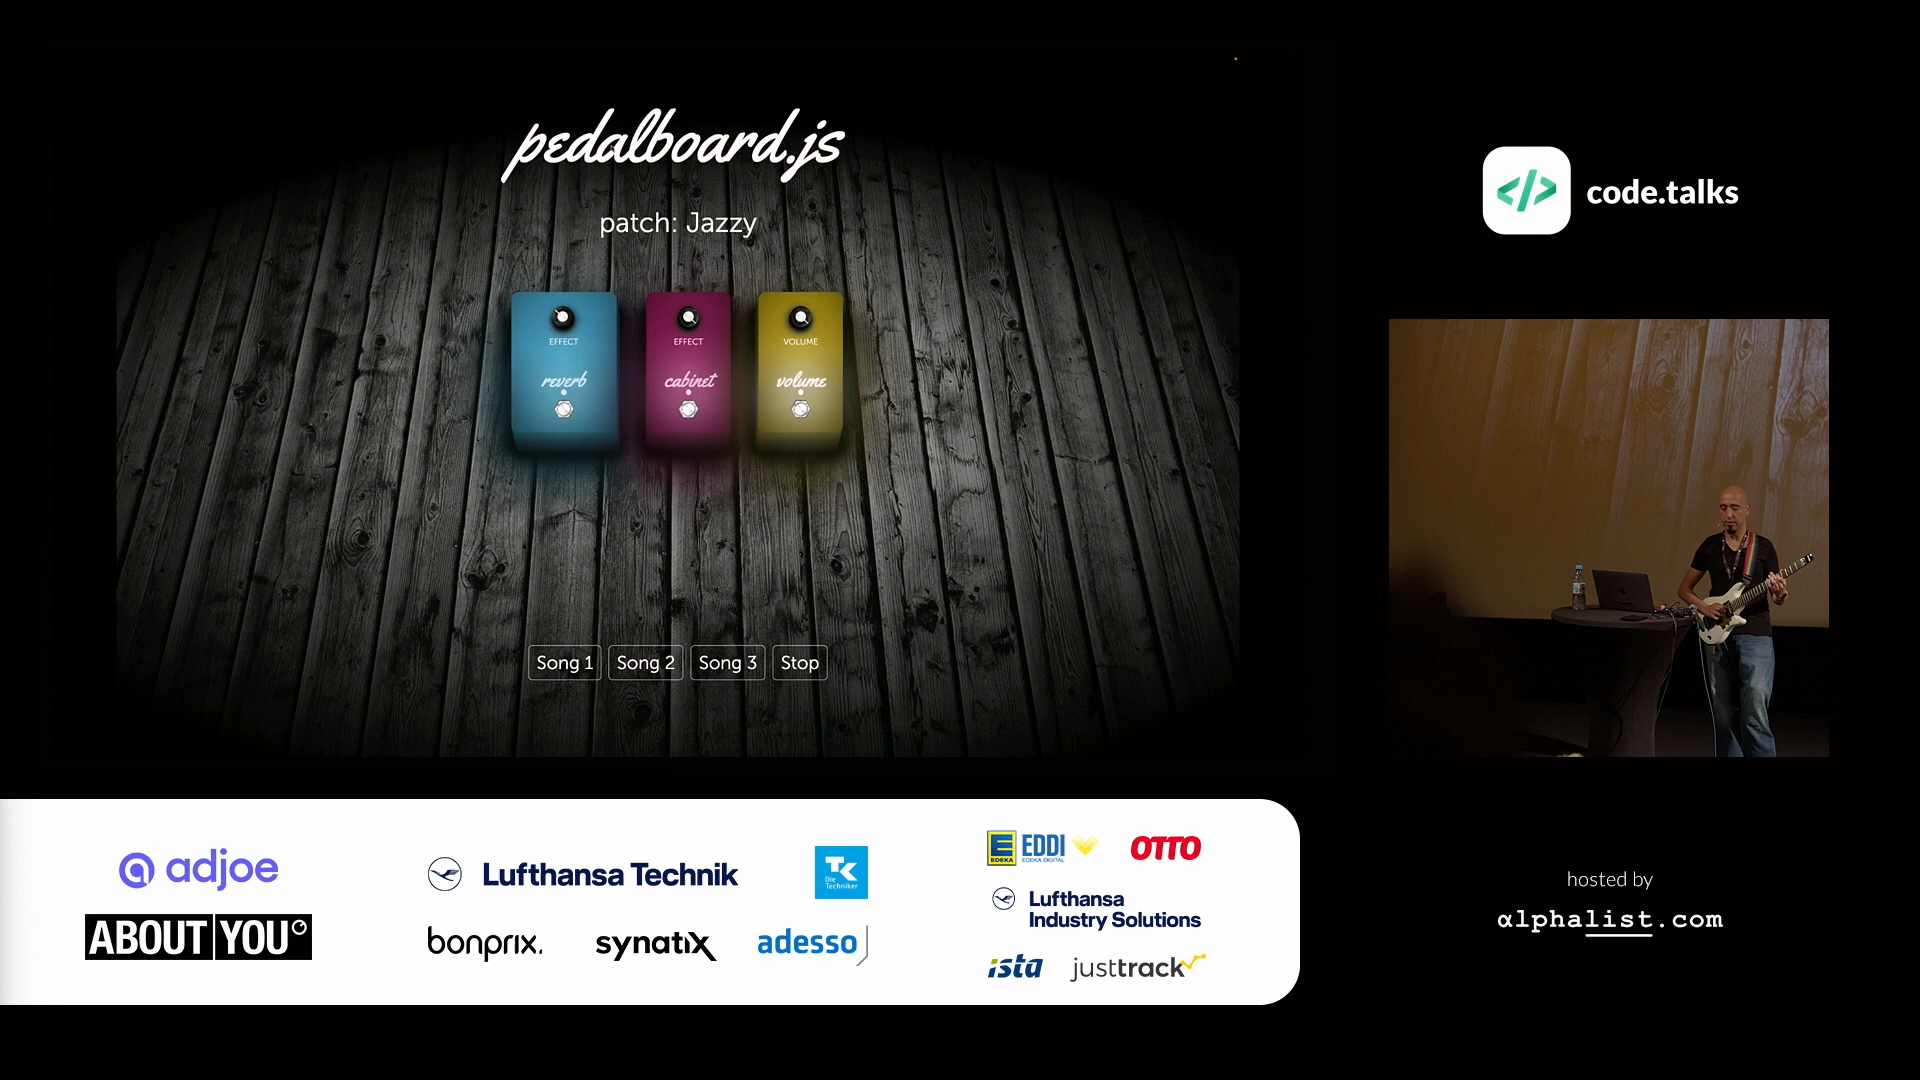 pedalboard.js
patch: Jazzy
EFFECT
reverb
EFFECT
cabinet
VOLUME
volume
Song 1
Song 2
Song 3
Stop
</> code.talks
adjoe
ABOUT YOU
Lufthansa Technik
TK
Die
Techniker
bonprix.
synatix
adesso
EDEKA
EDDI
EDEKA DIGITAL
OTTO
Lufthansa
Industry Solutions
ista
justtrack
hosted by
αlphalist.com